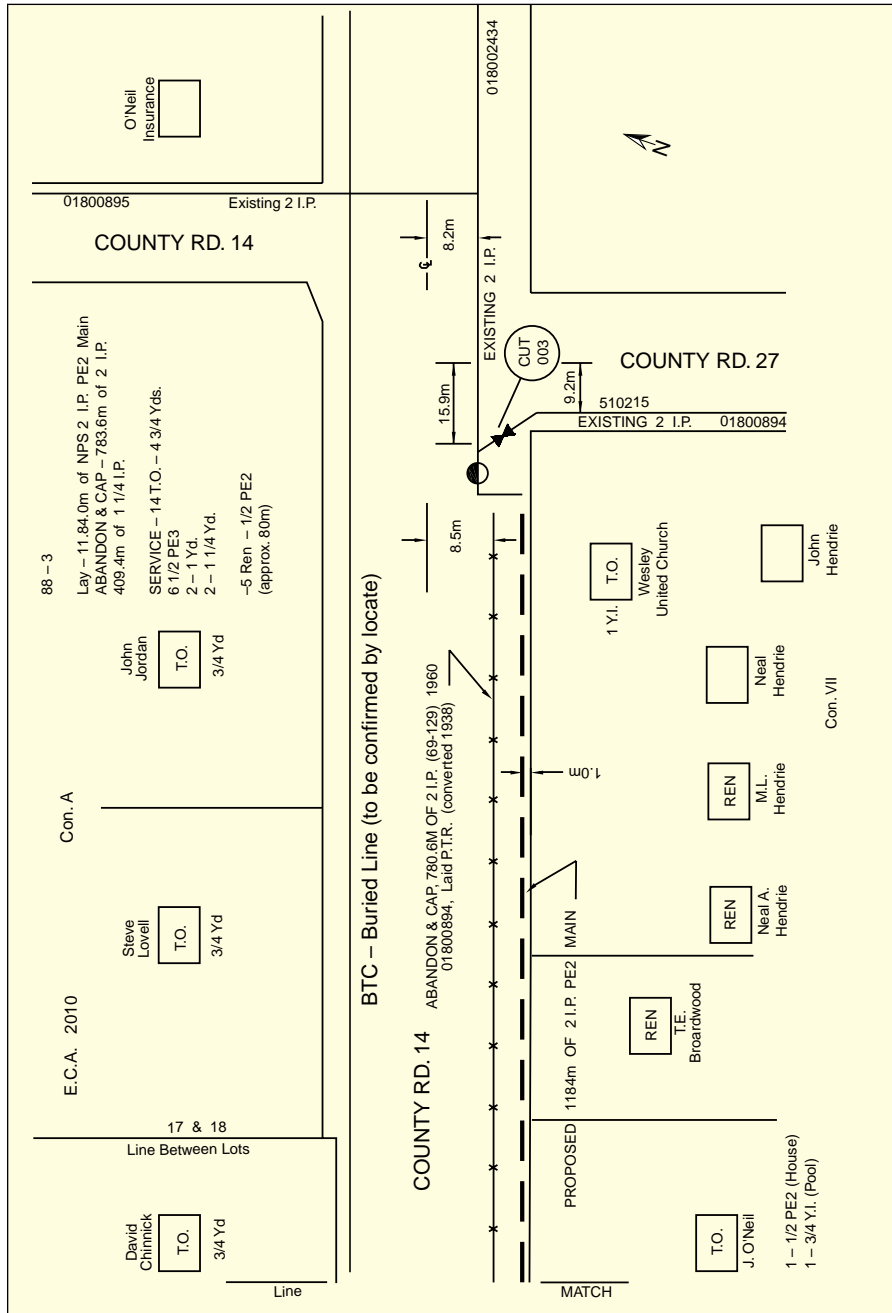 David
Chinnick
T.O.
3/4 Yd
Line
17 & 18
Line Between Lots
E.C.A. 2010
Con. A
Steve
Lovell
T.O.
3/4 Yd
John
Jordan
T.O.
3/4 Yd
88 – 3
Lay – 11.84.0m of NPS 2 I.P. PE2 Main
ABANDON & CAP – 783.6m of 2 I.P.
409.4m of 1 1/4 I.P.
SERVICE – 14 T.O. – 4 3/4 Yds.
6 1/2 PE3
2 – 1 Yd.
2 – 1 1/4 Yd.
–5 Ren – 1/2 PE2
(approx. 80m)
COUNTY RD. 14
01800895
Existing 2 I.P.
O'Neil
Insurance
BTC – Buried Line (to be confirmed by locate)
COUNTY RD. 14
ABANDON & CAP, 780.6M OF 2 I.P. (69-129) 1960
01800894, Laid P.T.R. (converted 1938)
8.5m
15.9m
℄
8.2m
EXISTING 2 I.P.
018002434
CUT
003
9.2m
COUNTY RD. 27
510215
EXISTING 2 I.P.
01800894
N
1.0m
MATCH
PROPOSED 1184m OF 2 I.P. PE2 MAIN
T.O.
J. O'Neil
1 – 1/2 PE2 (House)
1 – 3/4 Y.I. (Pool)
REN
T.E.
Broardwood
REN
Neal A.
Hendrie
REN
M.L.
Hendrie
Neal
Hendrie
Con. VII
1 Y.I.
T.O.
Wesley
United Church
John
Hendrie